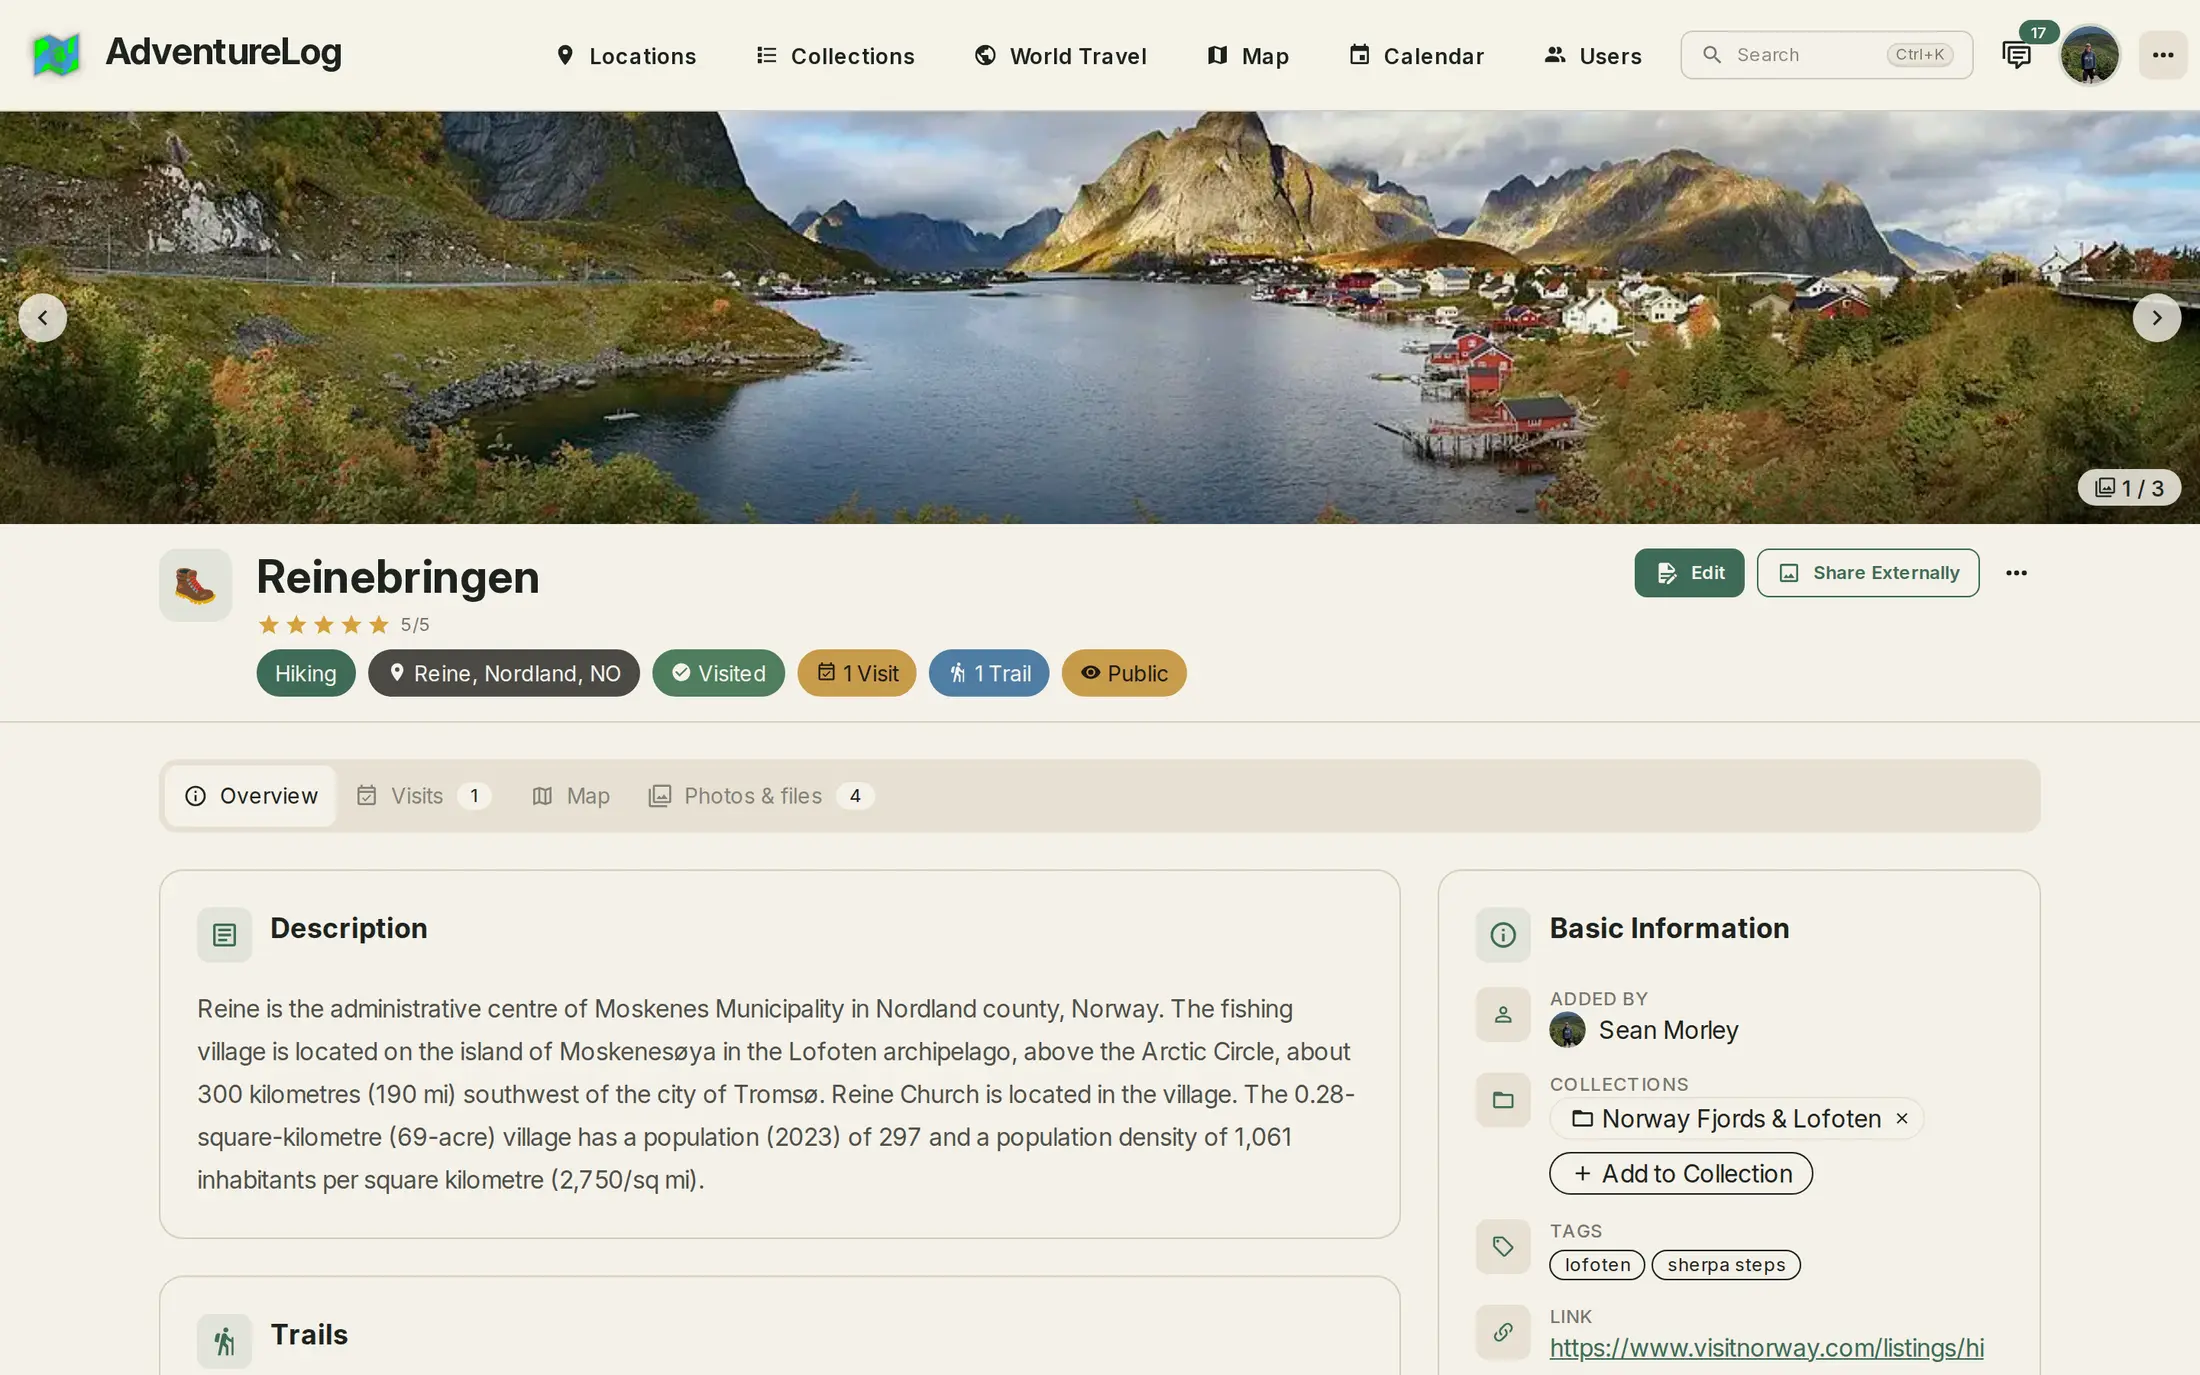 AdventureLog
Locations
Collections
World Travel
Map
Calendar
Users
Search
Ctrl+K
17
1 / 3
Reinebringen
Edit
Share Externally
5/5
Hiking
Reine, Nordland, NO
Visited
1 Visit
1 Trail
Public
Overview
Visits 1
Map
Photos & files 4
Description
Reine is the administrative centre of Moskenes Municipality in Nordland county, Norway. The fishing
village is located on the island of Moskenesøya in the Lofoten archipelago, above the Arctic Circle, about
300 kilometres (190 mi) southwest of the city of Tromsø. Reine Church is located in the village. The 0.28-
square-kilometre (69-acre) village has a population (2023) of 297 and a population density of 1,061
inhabitants per square kilometre (2,750/sq mi).
Trails
Basic Information
ADDED BY
Sean Morley
COLLECTIONS
Norway Fjords & Lofoten
Add to Collection
TAGS
lofoten
sherpa steps
LINK
https://www.visitnorway.com/listings/hi